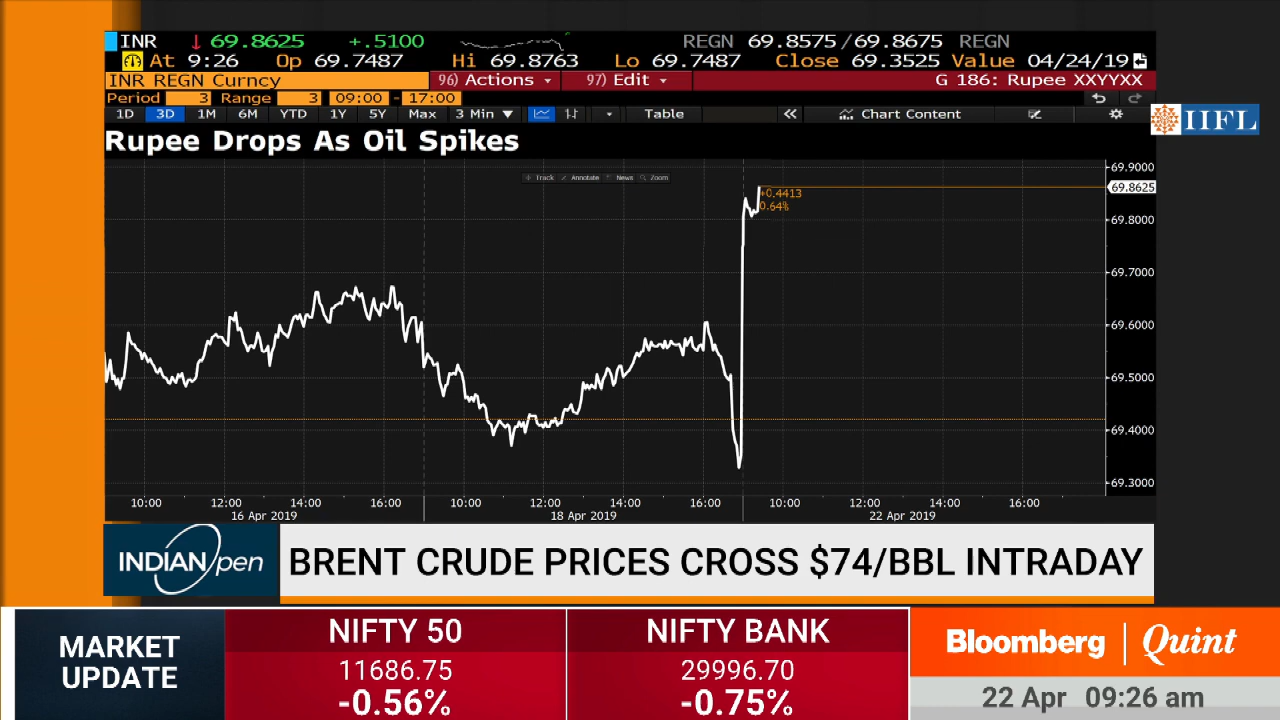 INR ↓ 69.8625 +.5100 REGN 69.8575/69.8675 REGN
At 9:26 Op 69.7487 Hi 69.8763 Lo 69.7487 Close 69.3525 Value 04/24/19
INR REGN Curncy 96) Actions 97) Edit G 186: Rupee XXYYXX
Period 3 Range 3 09:00 - 17:00
1D 3D 1M 6M YTD 1Y 5Y Max 3 Min ▼ Table « Chart Content
IIFL
Rupee Drops As Oil Spikes
Track Annotate News Zoom
69.9000
69.8625
+0.4413
0.64%
69.8000
69.7000
69.6000
69.5000
69.4000
69.3000
10:00 12:00 14:00 16:00 10:00 12:00 14:00 16:00 10:00 12:00 14:00 16:00
16 Apr 2019 18 Apr 2019 22 Apr 2019
INDIAN open
BRENT CRUDE PRICES CROSS $74/BBL INTRADAY
MARKET
UPDATE
NIFTY 50
11686.75
-0.56%
NIFTY BANK
29996.70
-0.75%
Bloomberg | Quint
22 Apr 09:26 am